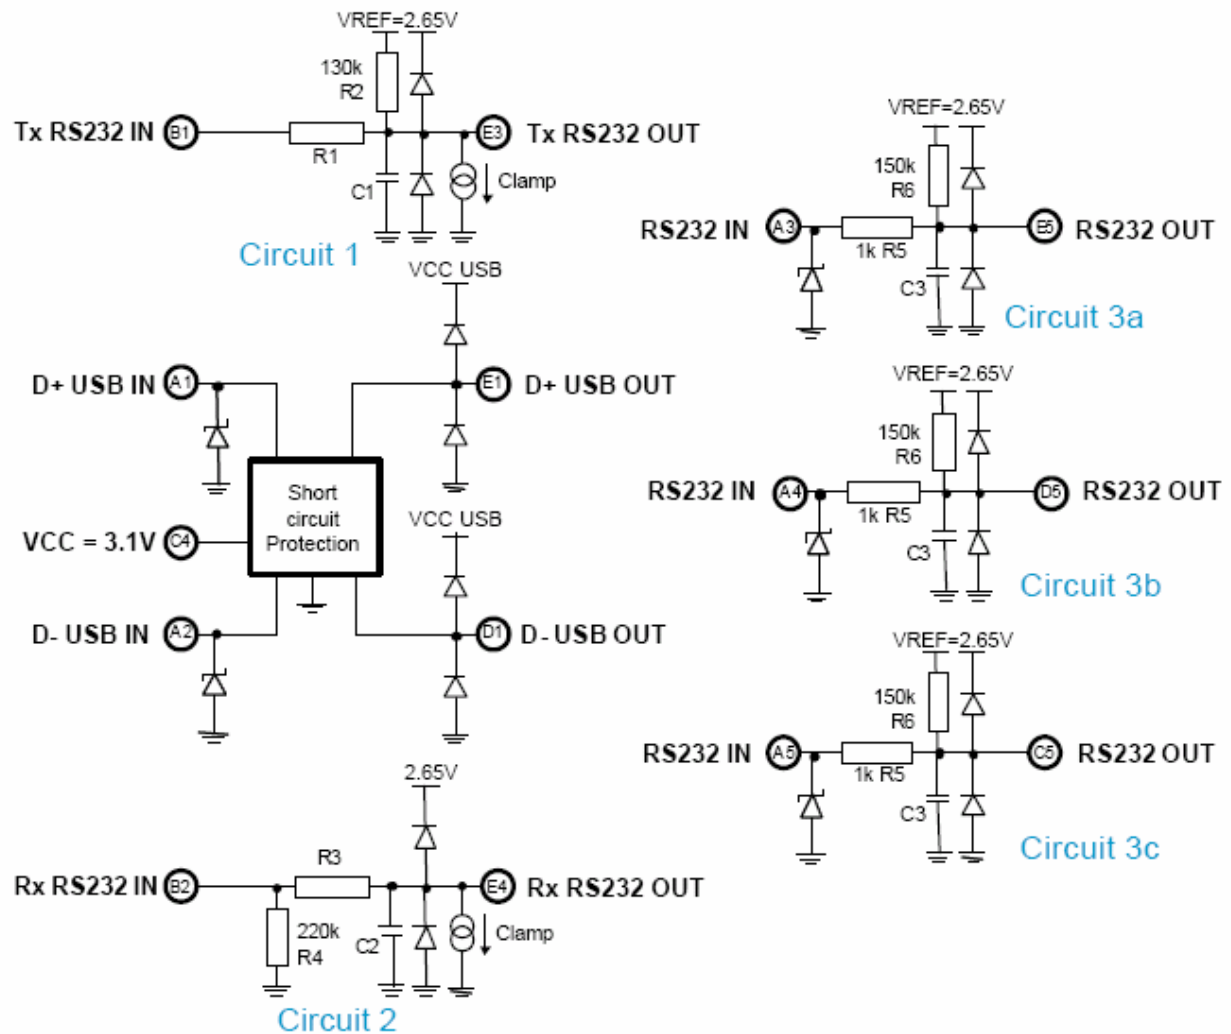 VREF=2.65V
130k
R2
Tx RS232 IN
B1
R1
C1
E3
Tx RS232 OUT
Clamp
Circuit 1
VCC USB
D+ USB IN
A1
E1
D+ USB OUT
Short
circuit
Protection
VCC = 3.1V
C4
VCC USB
D- USB IN
A2
D1
D- USB OUT
2.65V
R3
Rx RS232 IN
B2
220k
R4
C2
E4
Rx RS232 OUT
Clamp
Circuit 2
VREF=2.65V
150k
R6
RS232 IN
A3
1k R5
C3
E5
RS232 OUT
Circuit 3a
VREF=2.65V
150k
R6
RS232 IN
A4
1k R5
C3
D5
RS232 OUT
Circuit 3b
VREF=2.65V
150k
R6
RS232 IN
A5
1k R5
C3
C5
RS232 OUT
Circuit 3c